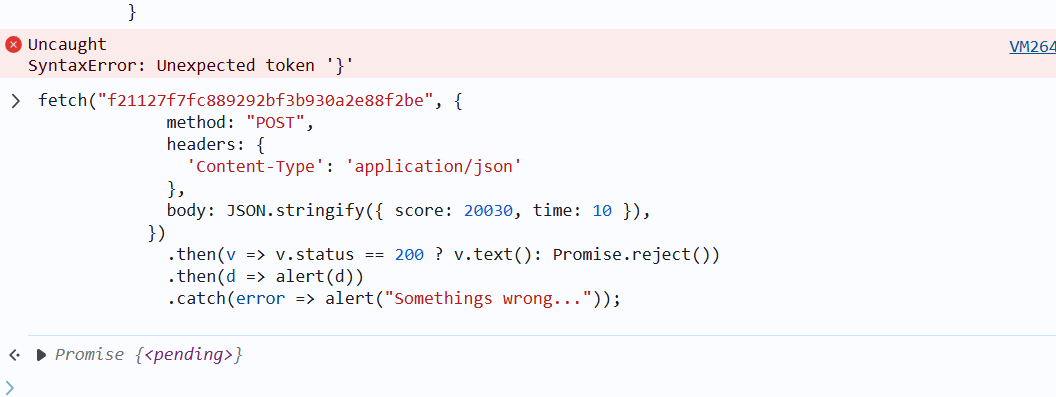 }
Uncaught VM264
SyntaxError: Unexpected token '}'
fetch("f21127f7fc889292bf3b930a2e88f2be", {
method: "POST",
headers: {
'Content-Type': 'application/json'
},
body: JSON.stringify({ score: 20030, time: 10 }),
})
.then(v => v.status == 200 ? v.text(): Promise.reject())
.then(d => alert(d))
.catch(error => alert("Somethings wrong..."));
Promise {<pending>}